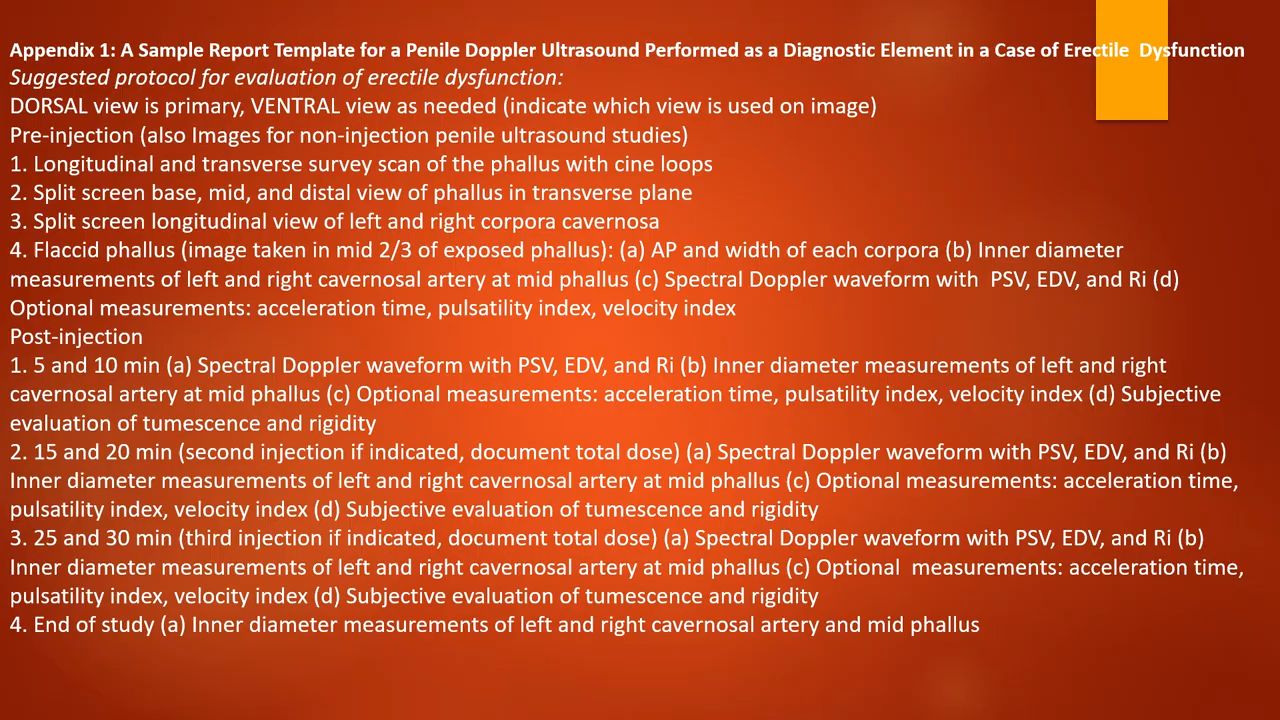 Appendix 1: A Sample Report Template for a Penile Doppler Ultrasound Performed as a Diagnostic Element in a Case of Erectile  Dysfunction
Suggested protocol for evaluation of erectile dysfunction:
DORSAL view is primary, VENTRAL view as needed (indicate which view is used on image)
Pre-injection (also Images for non-injection penile ultrasound studies)
1. Longitudinal and transverse survey scan of the phallus with cine loops
2. Split screen base, mid, and distal view of phallus in transverse plane
3. Split screen longitudinal view of left and right corpora cavernosa
4. Flaccid phallus (image taken in mid 2/3 of exposed phallus): (a) AP and width of each corpora (b) Inner diameter
measurements of left and right cavernosal artery at mid phallus (c) Spectral Doppler waveform with  PSV, EDV, and Ri (d)
Optional measurements: acceleration time, pulsatility index, velocity index
Post-injection
1. 5 and 10 min (a) Spectral Doppler waveform with PSV, EDV, and Ri (b) Inner diameter measurements of left and right
cavernosal artery at mid phallus (c) Optional measurements: acceleration time, pulsatility index, velocity index (d) Subjective
evaluation of tumescence and rigidity
2. 15 and 20 min (second injection if indicated, document total dose) (a) Spectral Doppler waveform with PSV, EDV, and Ri (b)
Inner diameter measurements of left and right cavernosal artery at mid phallus (c) Optional measurements: acceleration time,
pulsatility index, velocity index (d) Subjective evaluation of tumescence and rigidity
3. 25 and 30 min (third injection if indicated, document total dose) (a) Spectral Doppler waveform with PSV, EDV, and Ri (b)
Inner diameter measurements of left and right cavernosal artery at mid phallus (c) Optional  measurements: acceleration time,
pulsatility index, velocity index (d) Subjective evaluation of tumescence and rigidity
4. End of study (a) Inner diameter measurements of left and right cavernosal artery and mid phallus